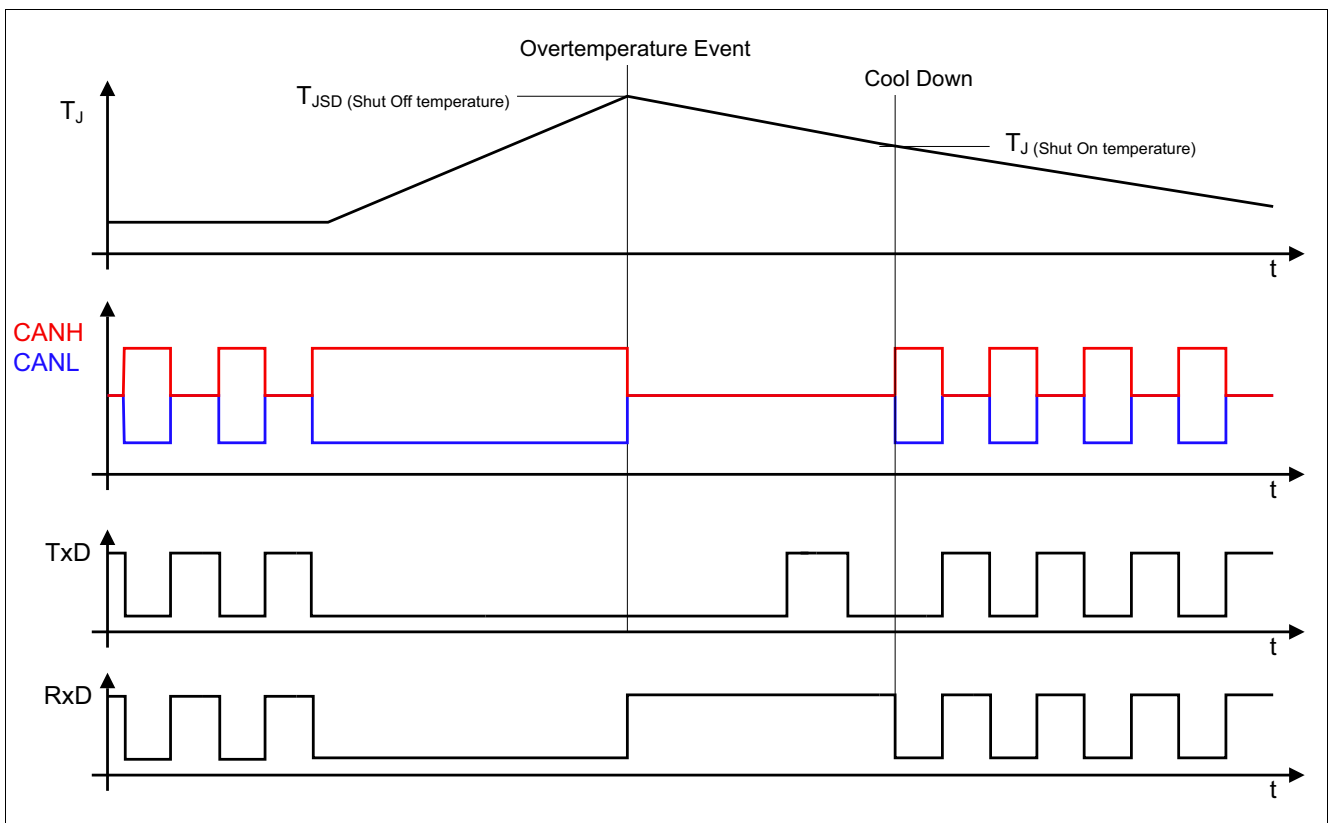 Overtemperature Event
Cool Down
TJSD (Shut Off temperature)
TJ
TJ (Shut On temperature)
t
CANH
CANL
t
TxD
t
RxD
t